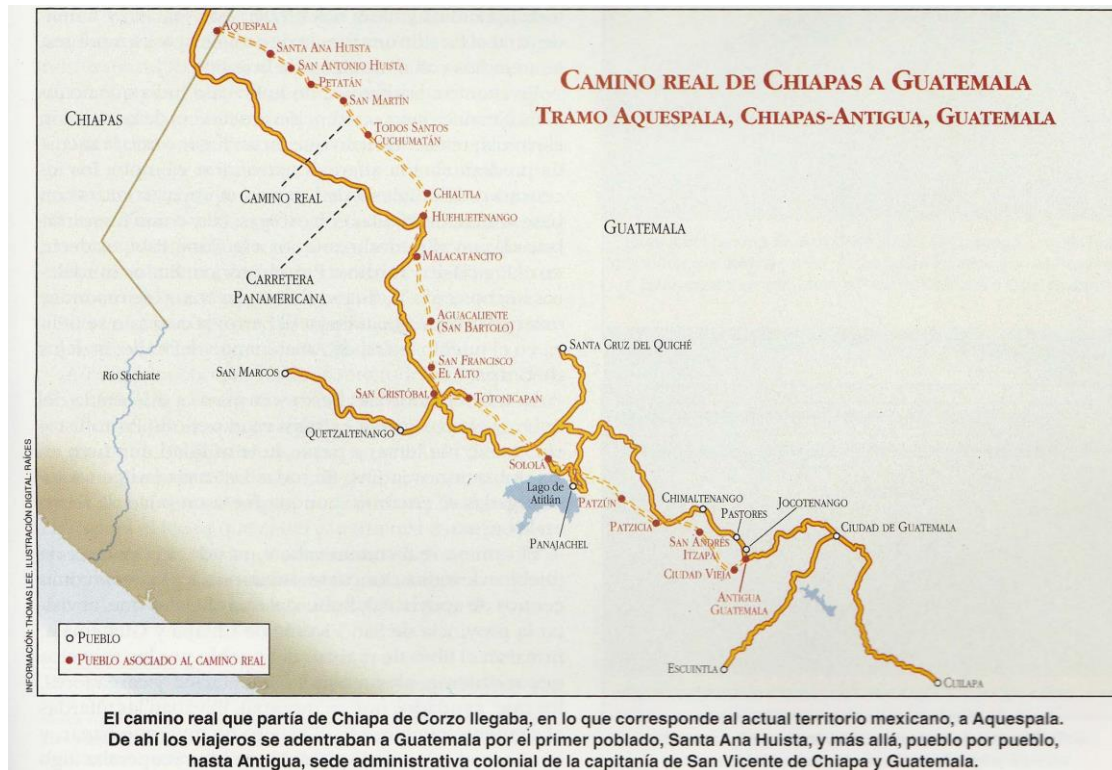 CAMINO REAL DE CHIAPAS A GUATEMALA
TRAMO AQUESPALA, CHIAPAS-ANTIGUA, GUATEMALA
AQUESPALA
SANTA ANA HUISTA
SAN ANTONIO HUISTA
PETATÁN
SAN MARTÍN
CHIAPAS
TODOS SANTOS
CUCHUMATÁN
CAMINO REAL
CHIAUTLA
HUEHUETENANGO
GUATEMALA
MALACATANCITO
CARRETERA
PANAMERICANA
AGUACALIENTE
(SAN BARTOLO)
SANTA CRUZ DEL QUICHÉ
SAN FRANCISCO
EL ALTO
Río Suchiate
SAN MARCOS
SAN CRISTÓBAL
TOTONICAPAN
QUETZALTENANGO
SOLOLA
Lago de
Atitlán
PANAJACHEL
PATZÚN
PATZICIA
CHIMALTENANGO
PASTORES
JOCOTENANGO
CIUDAD DE GUATEMALA
SAN ANDRÉS
ITZAPA
CIUDAD VIEJA
ANTIGUA
GUATEMALA
ESCUINTLA
CUILAPA
PUEBLO
PUEBLO ASOCIADO AL CAMINO REAL
INFORMACIÓN: THOMAS LEE. ILUSTRACIÓN DIGITAL: RAÍCES
El camino real que partía de Chiapa de Corzo llegaba, en lo que corresponde al actual territorio mexicano, a Aquespala.
De ahí los viajeros se adentraban a Guatemala por el primer poblado, Santa Ana Huista, y más allá, pueblo por pueblo,
hasta Antigua, sede administrativa colonial de la capitanía de San Vicente de Chiapa y Guatemala.